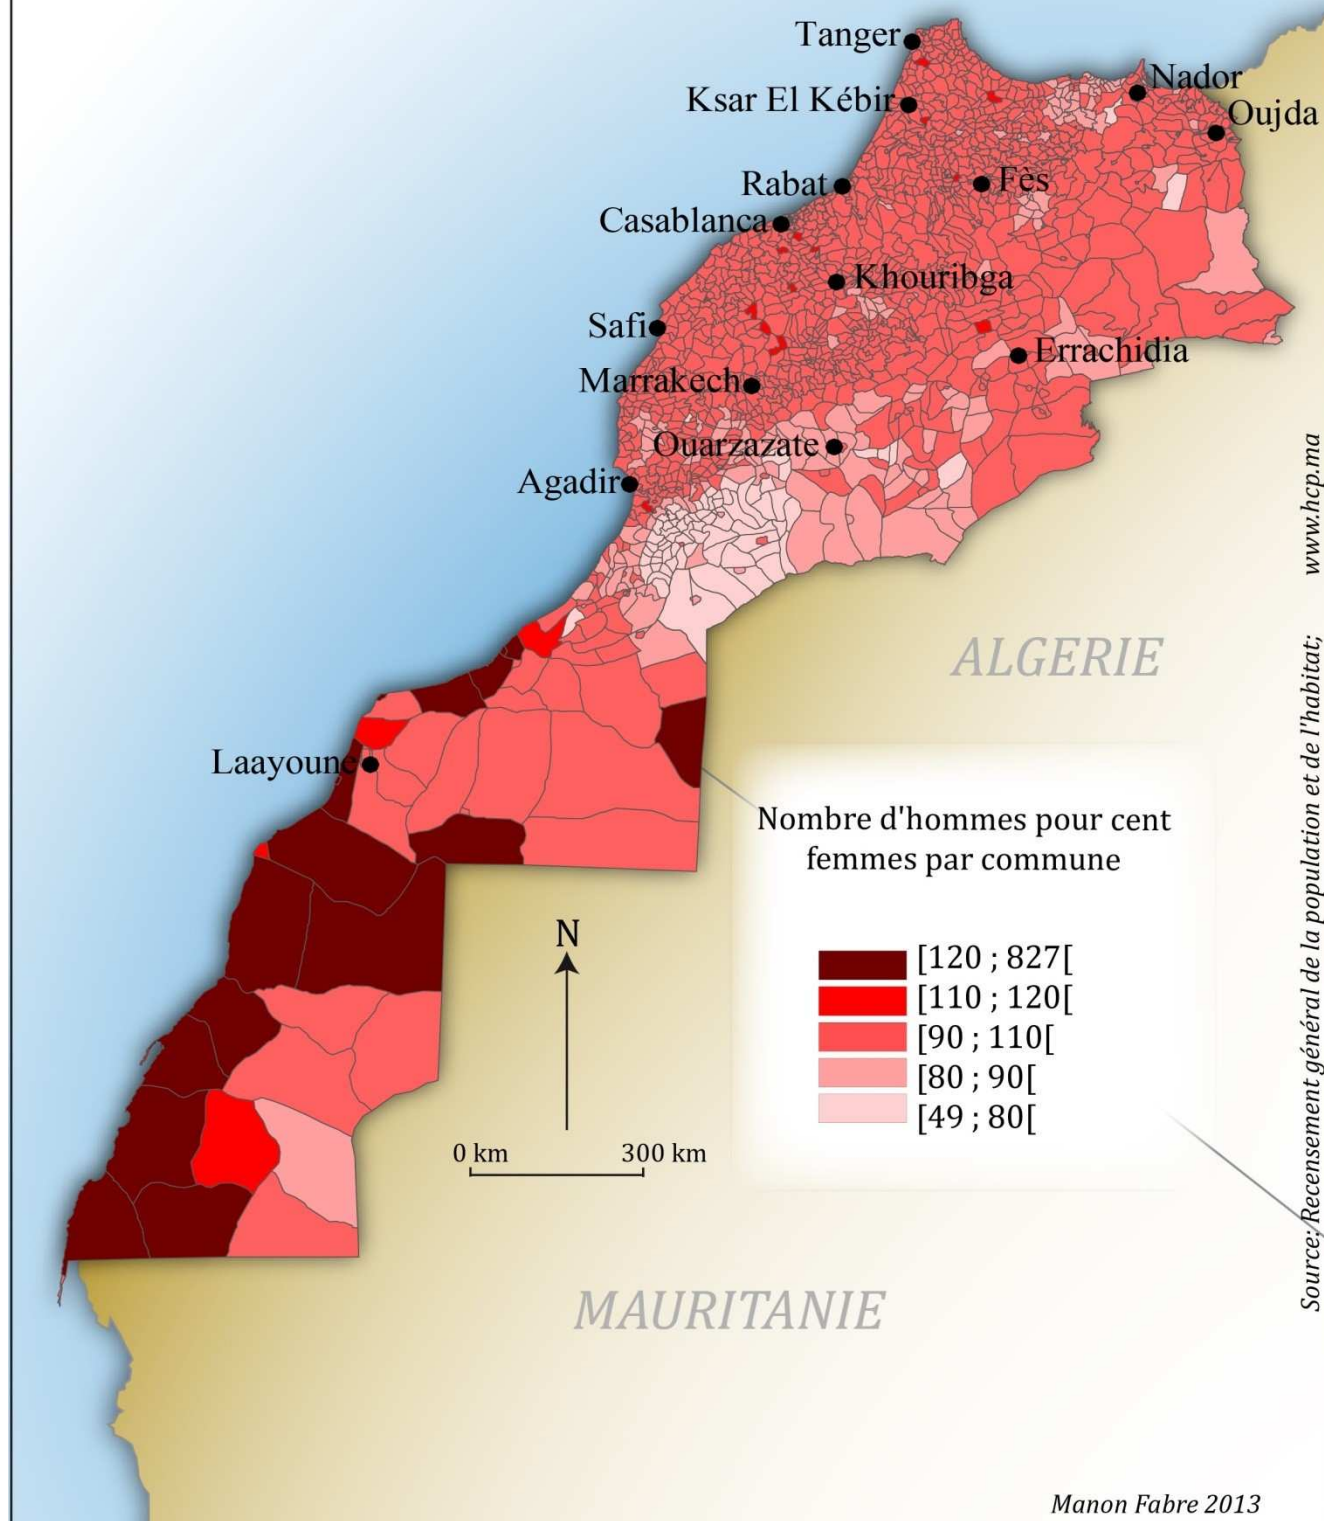 Tanger
Nador
Ksar El Kébir
Oujda
Rabat
Fès
Casablanca
Khouribga
Safi
Errachidia
Marrakech
Ouarzazate
Agadir
ALGERIE
Laayoune
Nombre d'hommes pour cent
femmes par commune
N
[120 ; 827[
[110 ; 120[
[90 ; 110[
[80 ; 90[
[49 ; 80[
0 km 300 km
MAURITANIE
Source: Recensement général de la population et de l'habitat; www.hcp.ma
Manon Fabre 2013